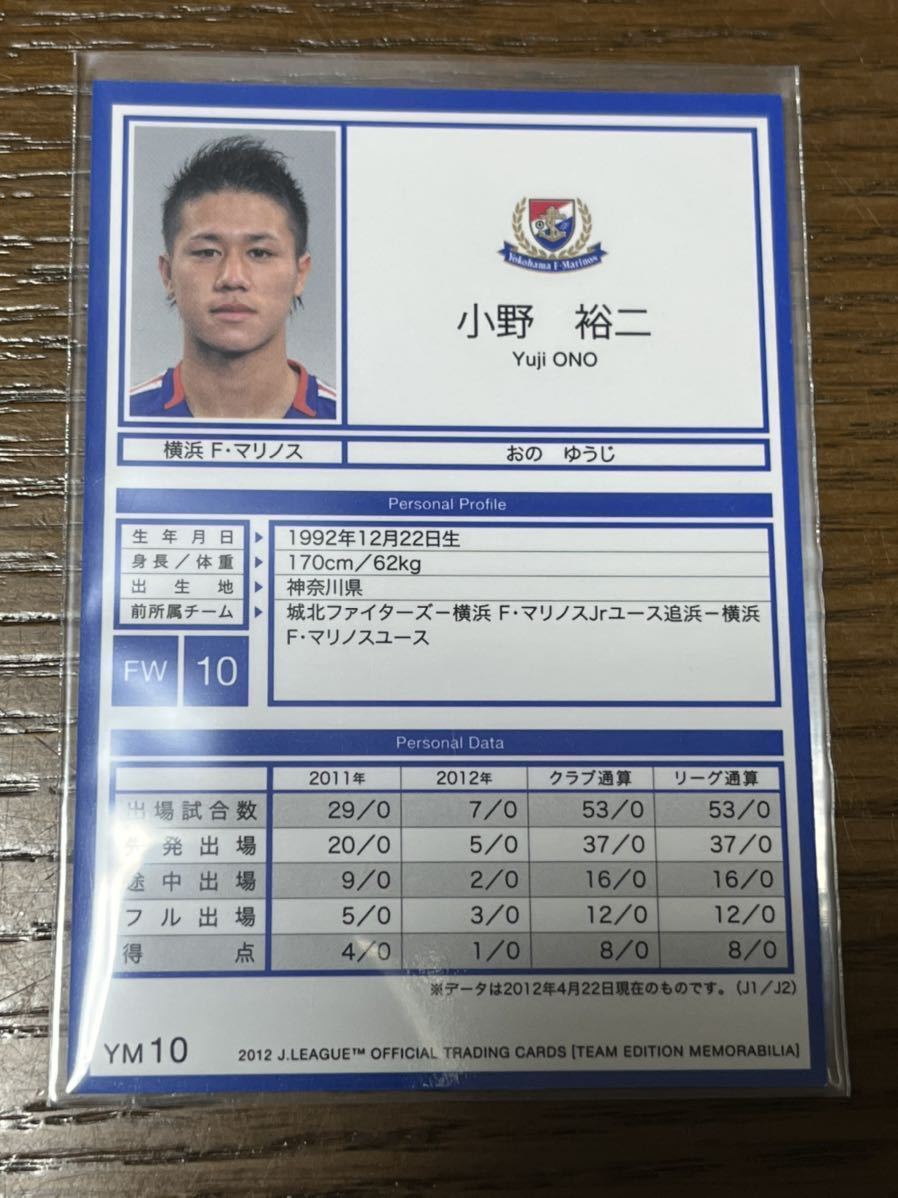 Yokohama F·Marinos
小野　裕二
Yuji ONO
横浜 F・マリノス　おの　ゆうじ
Personal Profile
生年月日　1992年12月22日生
身長／体重　170cm／62kg
出生地　神奈川県
前所属チーム　城北ファイターズー横浜 F・マリノスJrユース追浜ー横浜
F・マリノスユース
FW　10
Personal Data
2011年　2012年　クラブ通算　リーグ通算
出場試合数　29／0　7／0　53／0　53／0
先発出場　20／0　5／0　37／0　37／0
途中出場　9／0　2／0　16／0　16／0
フル出場　5／0　3／0　12／0　12／0
得点　4／0　1／0　8／0　8／0
※データは2012年4月22日現在のものです。（J1／J2）
YM10　2012 J.LEAGUE™ OFFICIAL TRADING CARDS [TEAM EDITION MEMORABILIA]